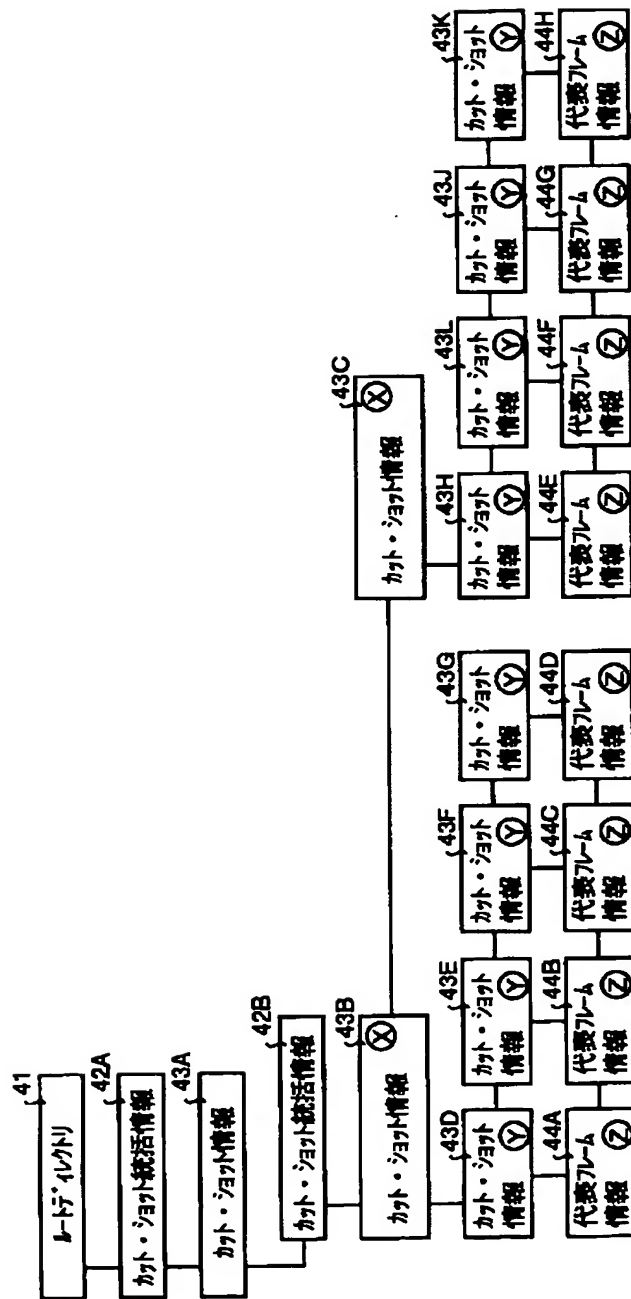 41
ルートディレクトリ
42A
カット・ショット統括情報
43A
カット・ショット情報
42B
カット・ショット統括情報
43B
カット・ショット情報
X
43C
カット・ショット情報
X
43D
カット・ショット
情報
Y
43E
カット・ショット
情報
Y
43F
カット・ショット
情報
Y
43G
カット・ショット
情報
Y
43H
カット・ショット
情報
Y
43L
カット・ショット
情報
Y
43J
カット・ショット
情報
Y
43K
カット・ショット
情報
Y
44A
代表フレーム
情報
Z
44B
代表フレーム
情報
Z
44C
代表フレーム
情報
Z
44D
代表フレーム
情報
Z
44E
代表フレーム
情報
Z
44F
代表フレーム
情報
Z
44G
代表フレーム
情報
Z
44H
代表フレーム
情報
Z